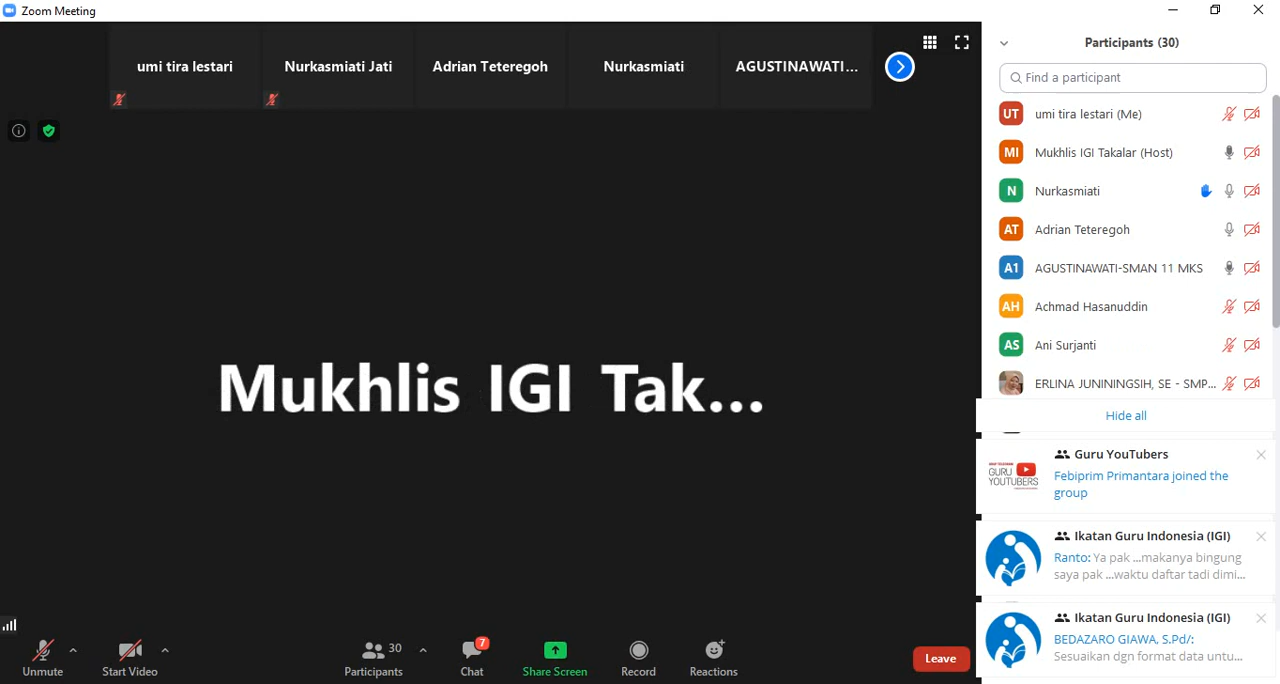 Zoom Meeting
umi tira lestari
Nurkasmiati Jati
Adrian Teteregoh
Nurkasmiati
AGUSTINAWATI...
Mukhlis IGI Tak...
Participants (30)
Find a participant
UT umi tira lestari (Me)
MI Mukhlis IGI Takalar (Host)
N Nurkasmiati
AT Adrian Teteregoh
A1 AGUSTINAWATI-SMAN 11 MKS
AH Achmad Hasanuddin
AS Ani Surjanti
ERLINA JUNININGSIH, SE - SMP...
Hide all
GURU
YOUTUBERS
Guru YouTubers
Febiprim Primantara joined the
group
Ikatan Guru Indonesia (IGI)
Ranto: Ya pak ...makanya bingung
saya pak ...waktu daftar tadi dimi...
Ikatan Guru Indonesia (IGI)
BEDAZARO GIAWA, S.Pd/:
Sesuaikan dgn format data untu...
Unmute
Start Video
30
Participants
7
Chat
Share Screen
Record
Reactions
Leave